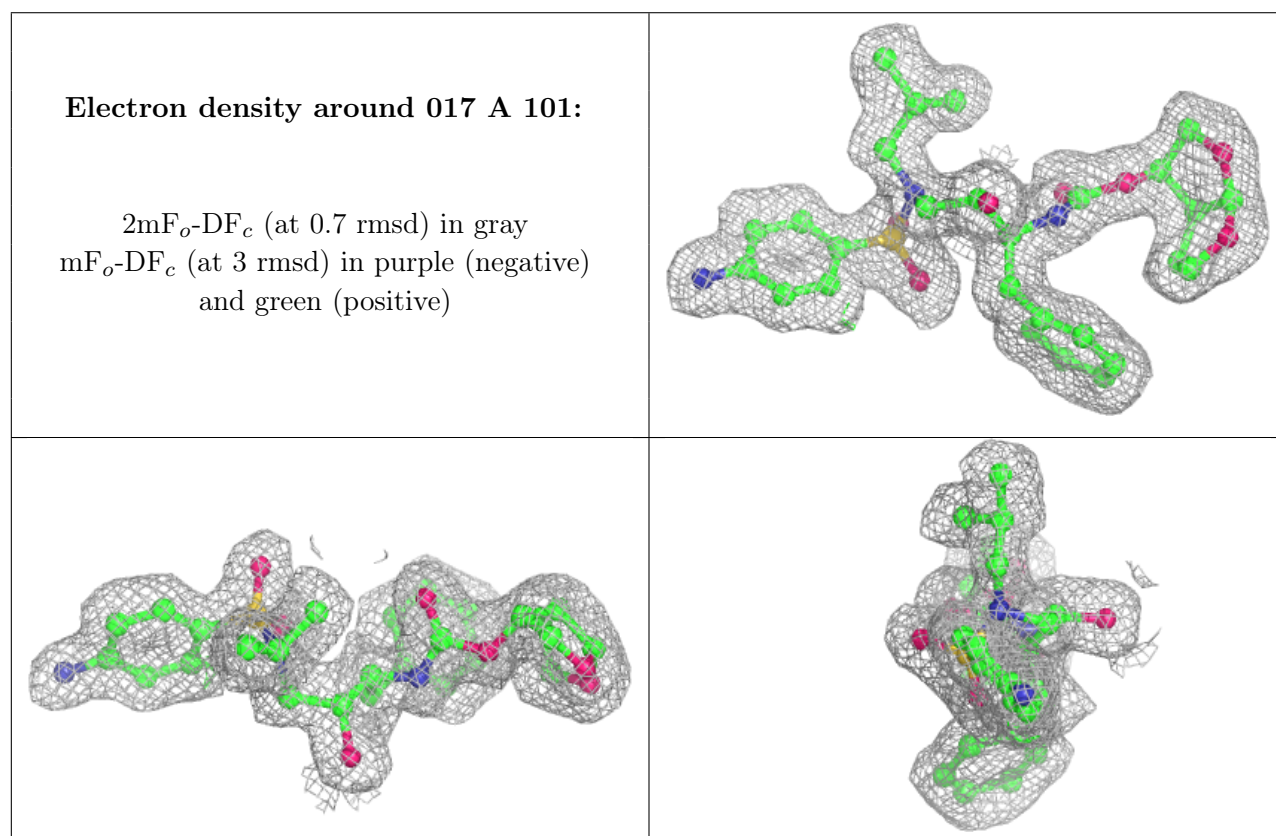 Electron density around 017 A 101:
2mFₒ-DF𝒸 (at 0.7 rmsd) in gray
mFₒ-DF𝒸 (at 3 rmsd) in purple (negative)
and green (positive)